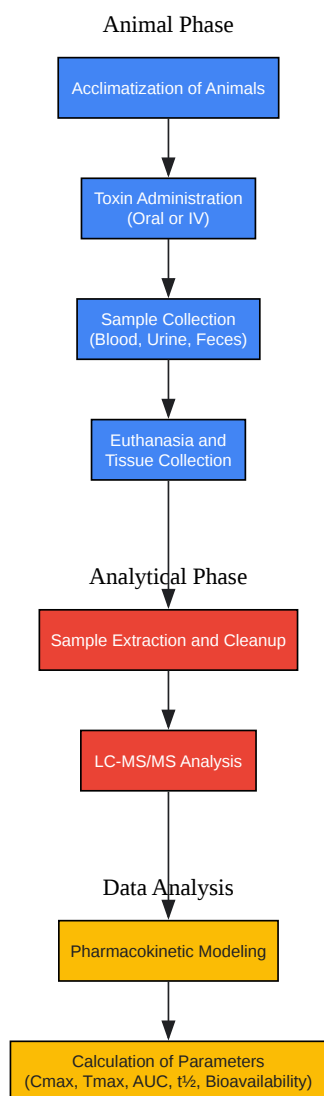 Animal Phase
Acclimatization of Animals
Toxin Administration
(Oral or IV)
Sample Collection
(Blood, Urine, Feces)
Euthanasia and
Tissue Collection
Analytical Phase
Sample Extraction and Cleanup
LC-MS/MS Analysis
Data Analysis
Pharmacokinetic Modeling
Calculation of Parameters
(Cmax, Tmax, AUC, t½, Bioavailability)